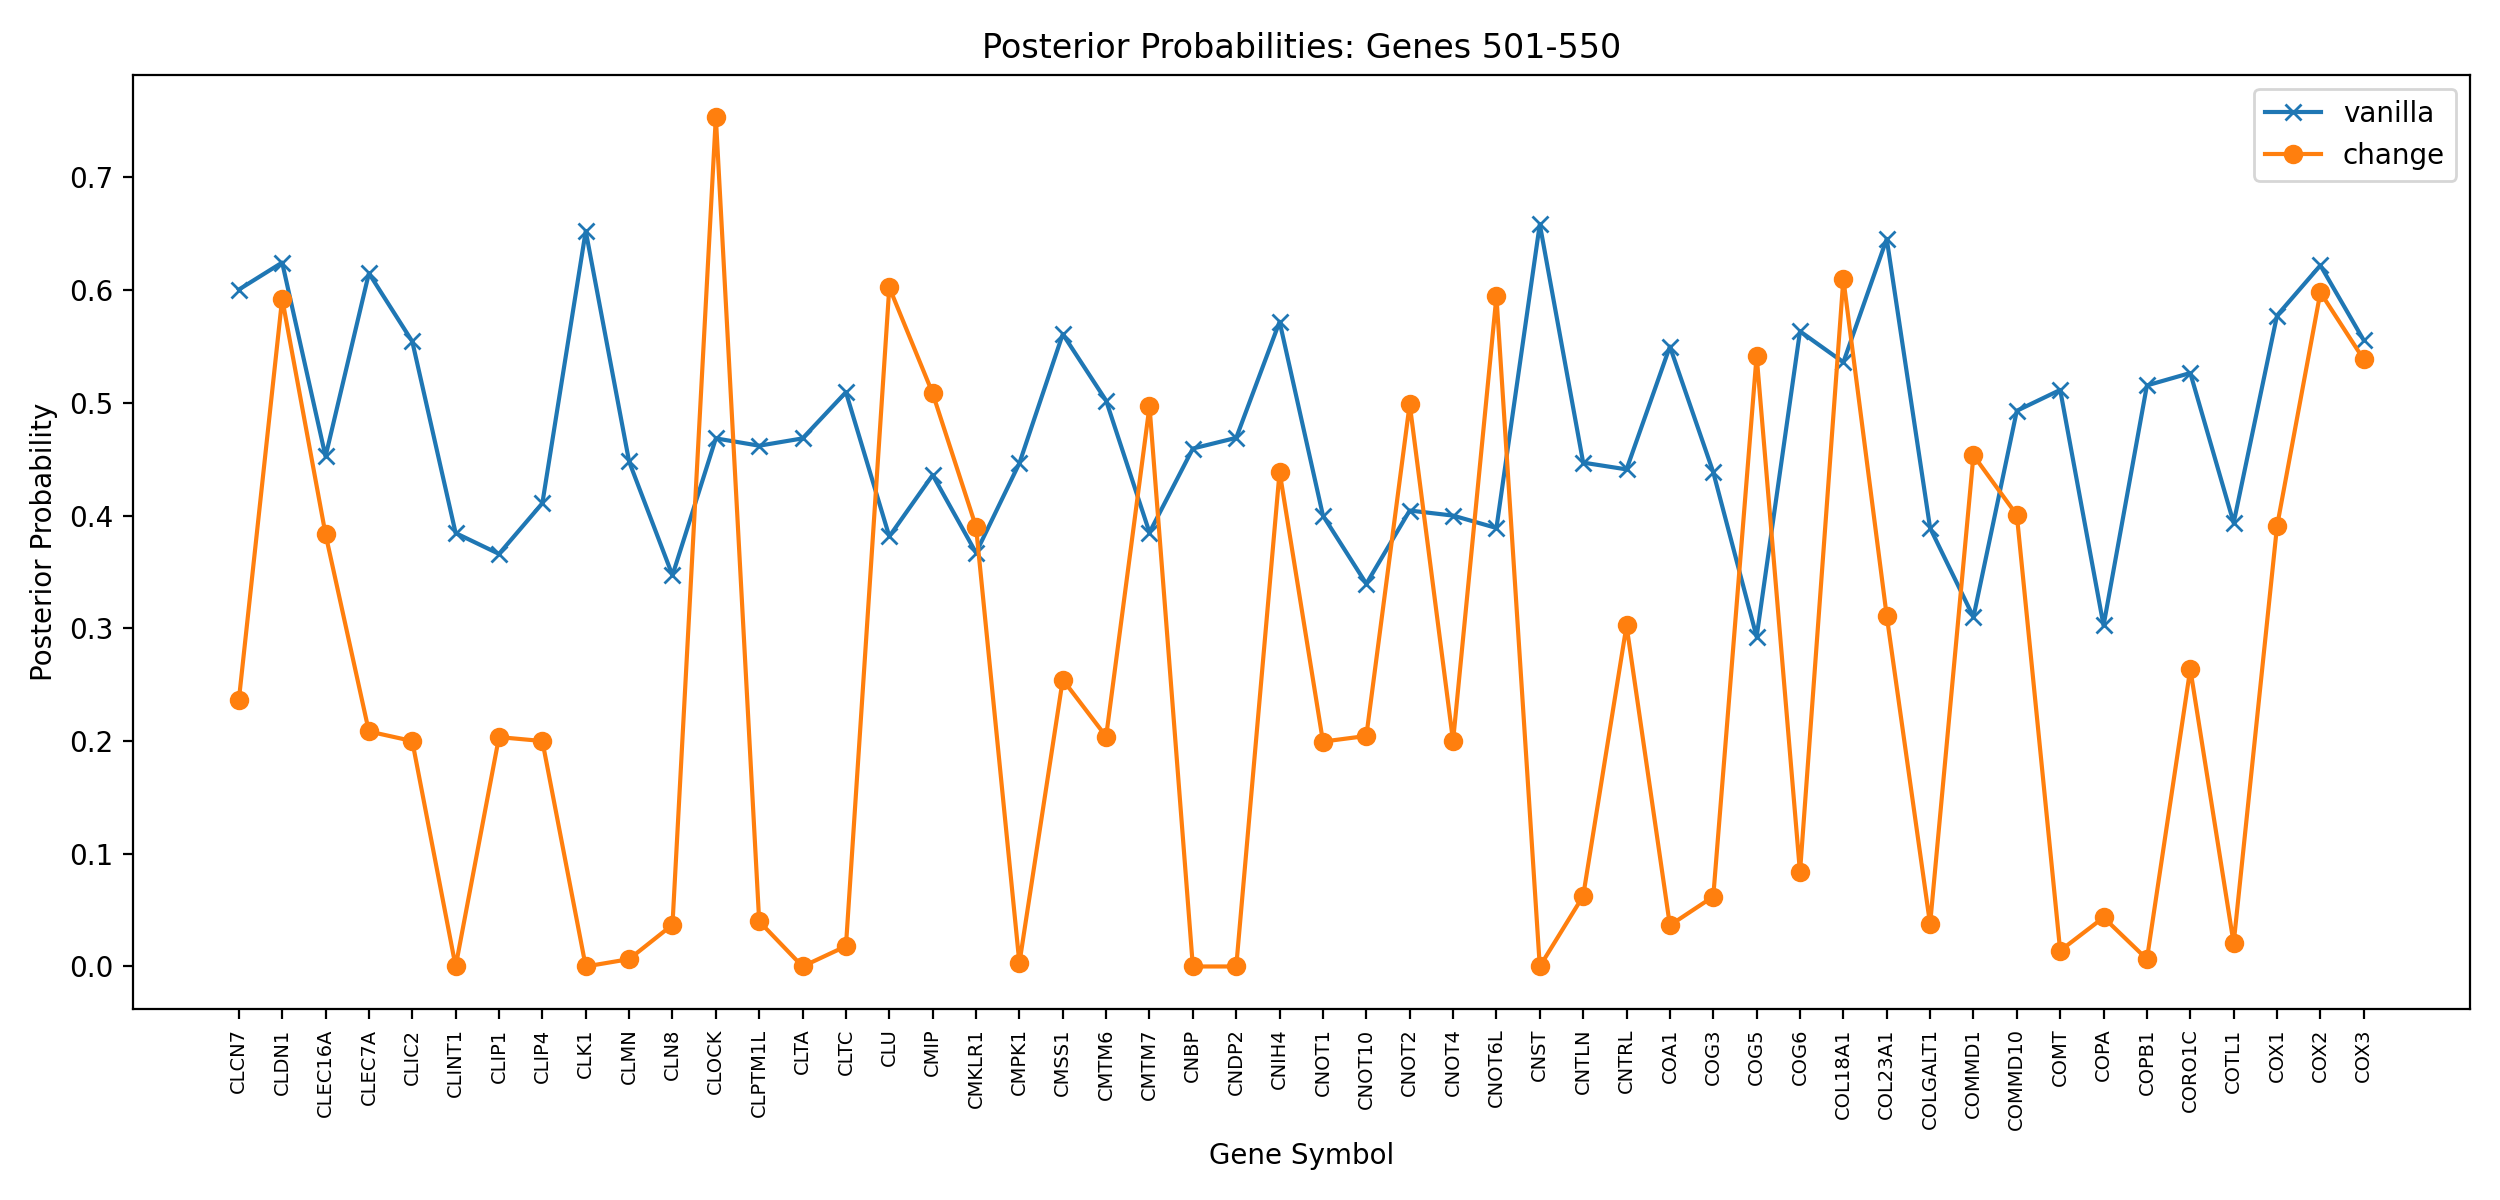 Posterior Probabilities: Genes 501-550
vanilla
change
Posterior Probability
0.7
0.6
0.5
0.4
0.3
0.2
0.1
0.0
CLCN7
CLDN1
CLEC16A
CLEC7A
CLIC2
CLINT1
CLIP1
CLIP4
CLK1
CLMN
CLN8
CLOCK
CLPTM1L
CLTA
CLTC
CLU
CMIP
CMKLR1
CMPK1
CMSS1
CMTM6
CMTM7
CNBP
CNDP2
CNIH4
CNOT1
CNOT10
CNOT2
CNOT4
CNOT6L
CNST
CNTLN
CNTRL
COA1
COG3
COG5
COG6
COL18A1
COL23A1
COLGALT1
COMMD1
COMMD10
COMT
COPA
COPB1
CORO1C
COTL1
COX1
COX2
COX3
Gene Symbol